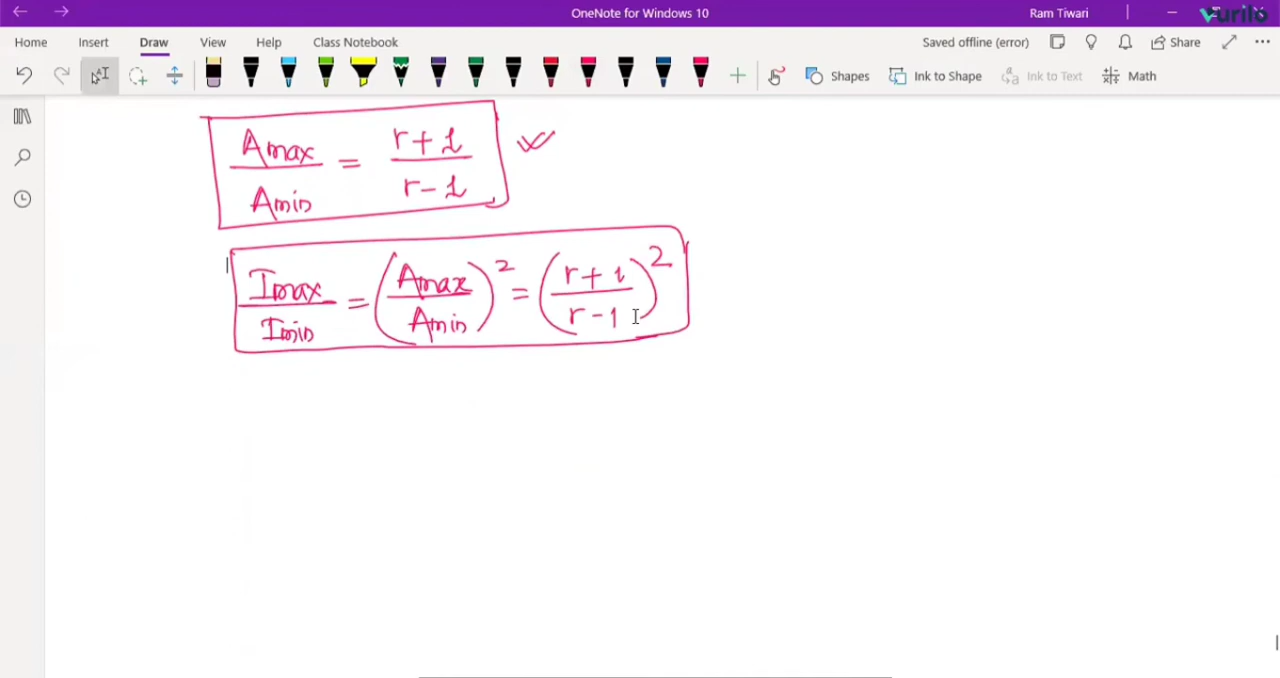 OneNote for Windows 10
Ram Tiwari
vurilo
Home Insert Draw View Help Class Notebook
Saved offline (error) Share
Shapes Ink to Shape Ink to Text Math
Amax/Amin = r+1/r-1
Imax/Imin = (Amax/Amin)² = (r+1/r-1)²